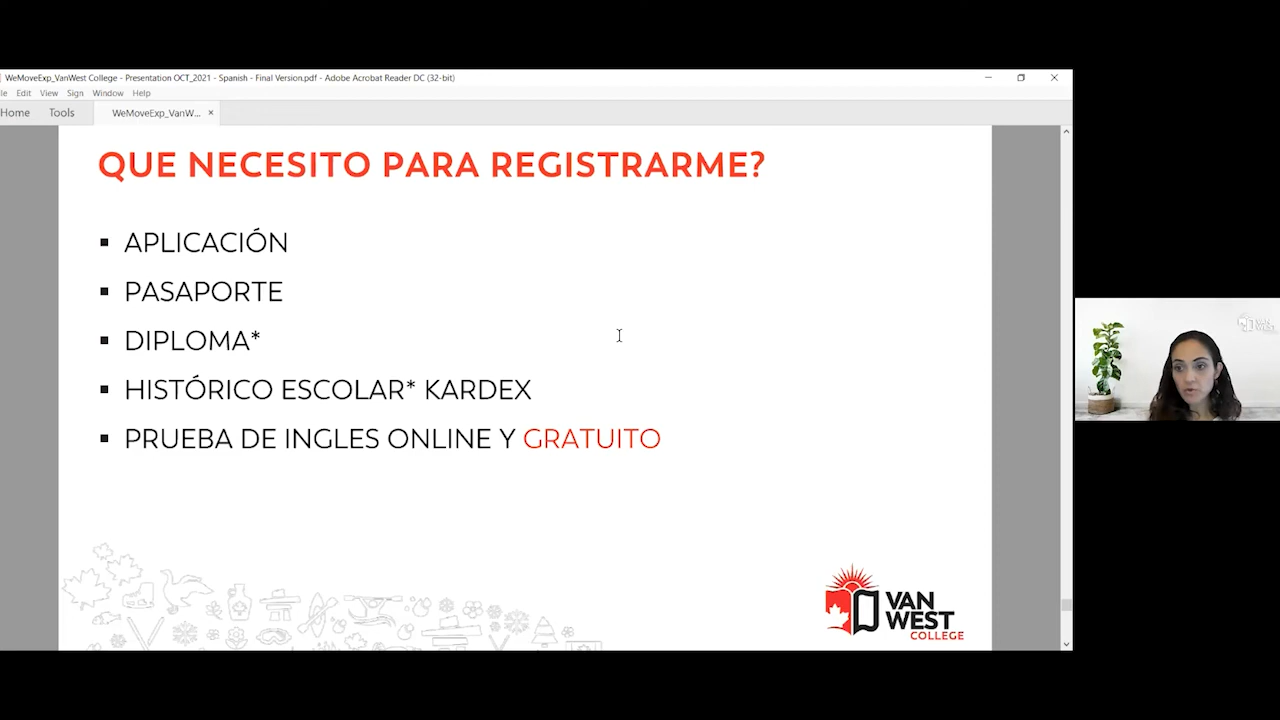 WeMoveExp_VanWest College - Presentation OCT_2021 - Spanish - Final Version.pdf - Adobe Acrobat Reader DC (32-bit)
le Edit View Sign Window Help
Home Tools WeMoveExp_VanW... ×
QUE NECESITO PARA REGISTRARME?
▪ APLICACIÓN
▪ PASAPORTE
▪ DIPLOMA*
▪ HISTÓRICO ESCOLAR* KARDEX
▪ PRUEBA DE INGLES ONLINE Y GRATUITO
VAN
WEST
COLLEGE
VAN
WEST